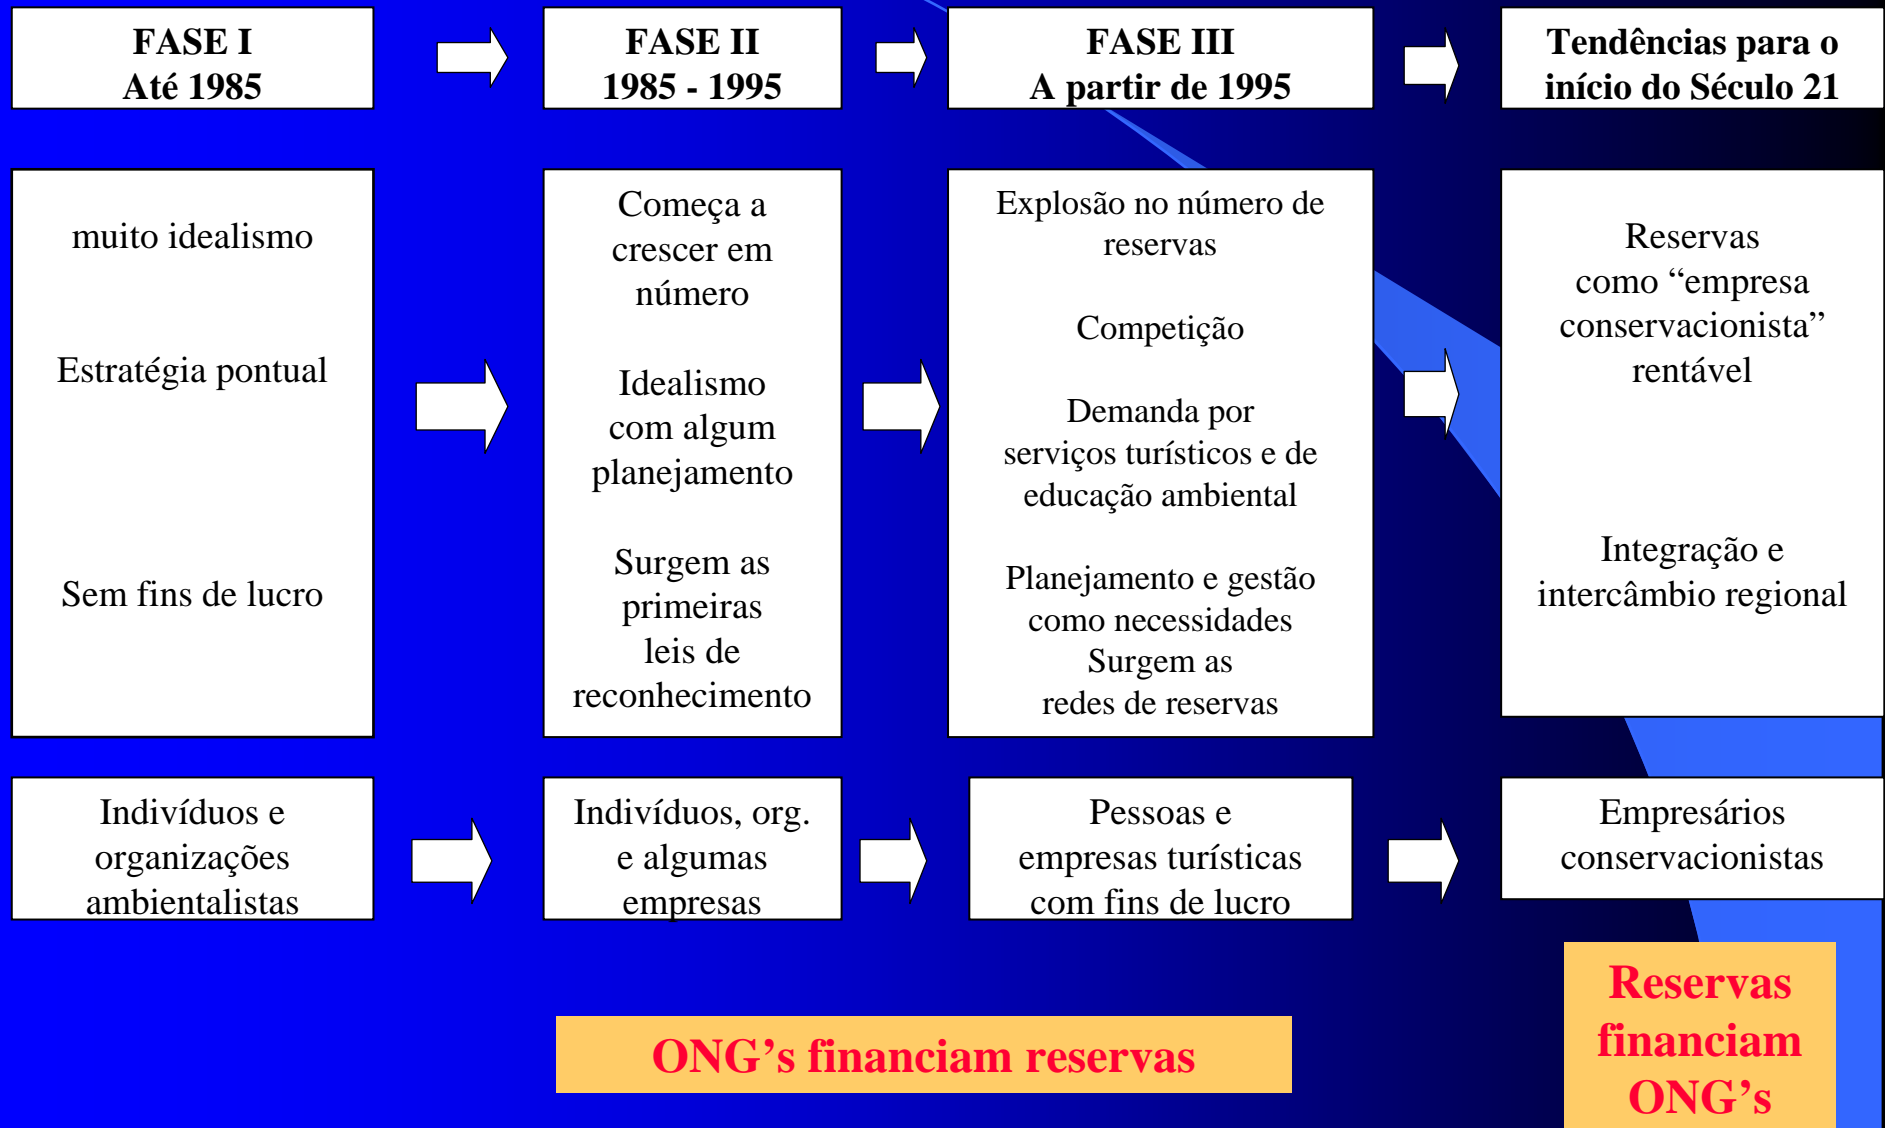 FASE I
Até 1985
FASE II
1985 - 1995
FASE III
A partir de 1995
Tendências para o
início do Século 21
muito idealismo
Estratégia pontual
Sem fins de lucro
Começa a
crescer em
número
Idealismo
com algum
planejamento
Surgem as
primeiras
leis de
reconhecimento
Explosão no número de
reservas
Competição
Demanda por
serviços turísticos e de
educação ambiental
Planejamento e gestão
como necessidades
Surgem as
redes de reservas
Reservas
como “empresa
conservacionista”
rentável
Integração e
intercâmbio regional
Indivíduos e
organizações
ambientalistas
Indivíduos, org.
e algumas
empresas
Pessoas e
empresas turísticas
com fins de lucro
Empresários
conservacionistas
ONG’s financiam reservas
Reservas
financiam
ONG’s